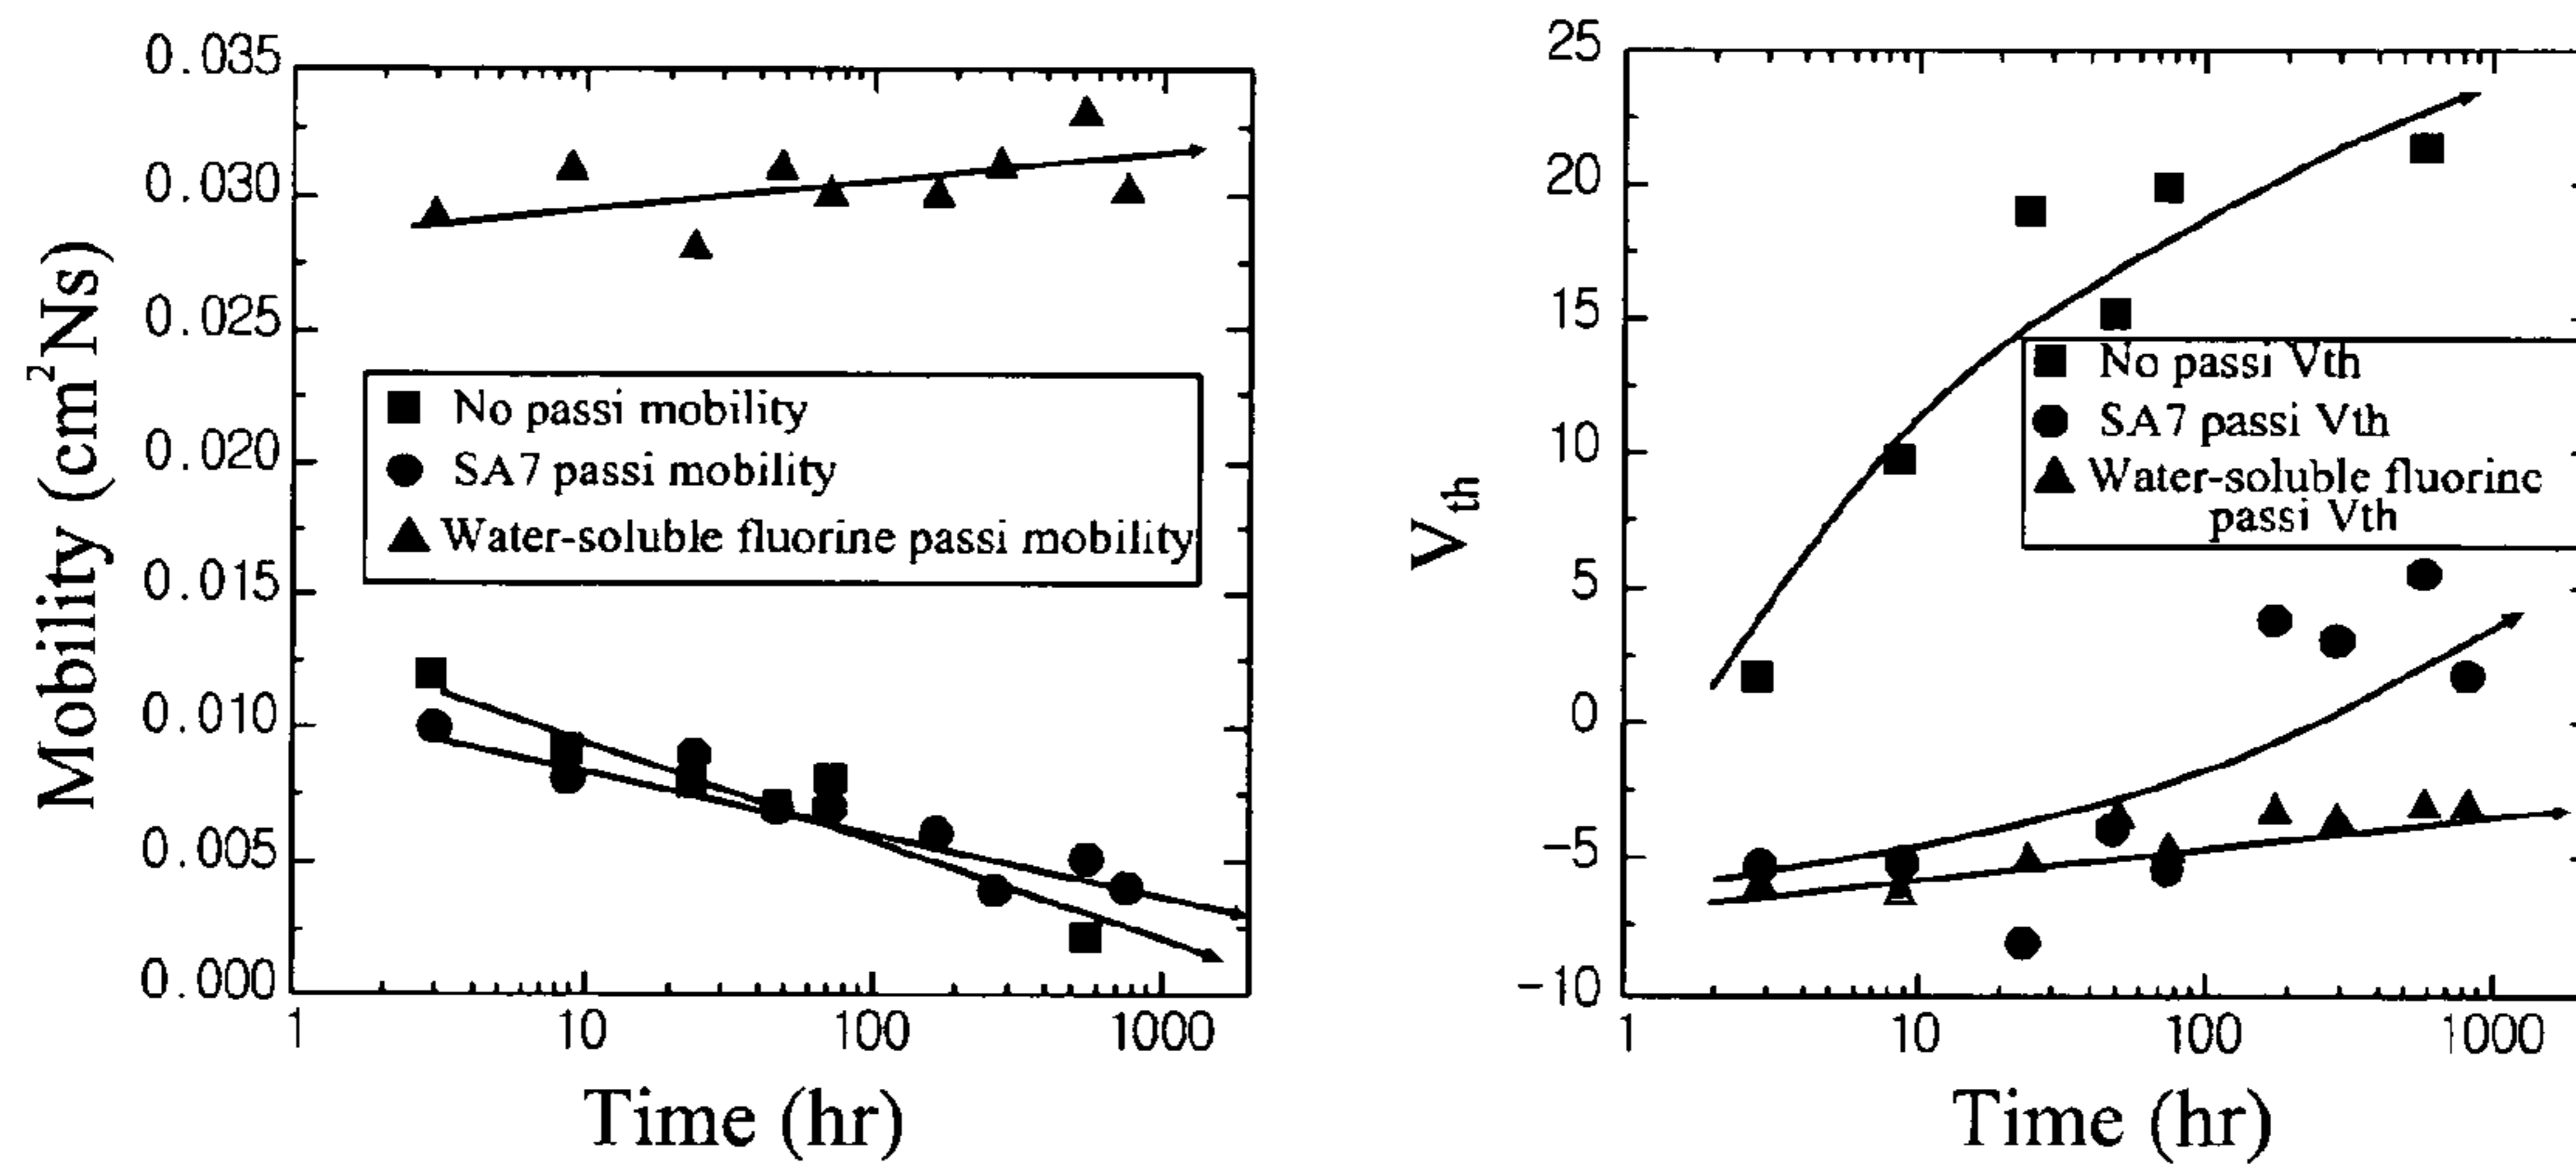 0.035
0.030
0.025
0.020
0.015
0.010
0.005
0.000
Mobility (cm²Ns)
No passi mobility
SA7 passi mobility
Water-soluble fluorine passi mobility
1 10 100 1000
Time (hr)
25
20
15
10
5
0
-5
-10
Vth
No passi Vth
SA7 passi Vth
Water-soluble fluorine
passi Vth
1 10 100 1000
Time (hr)